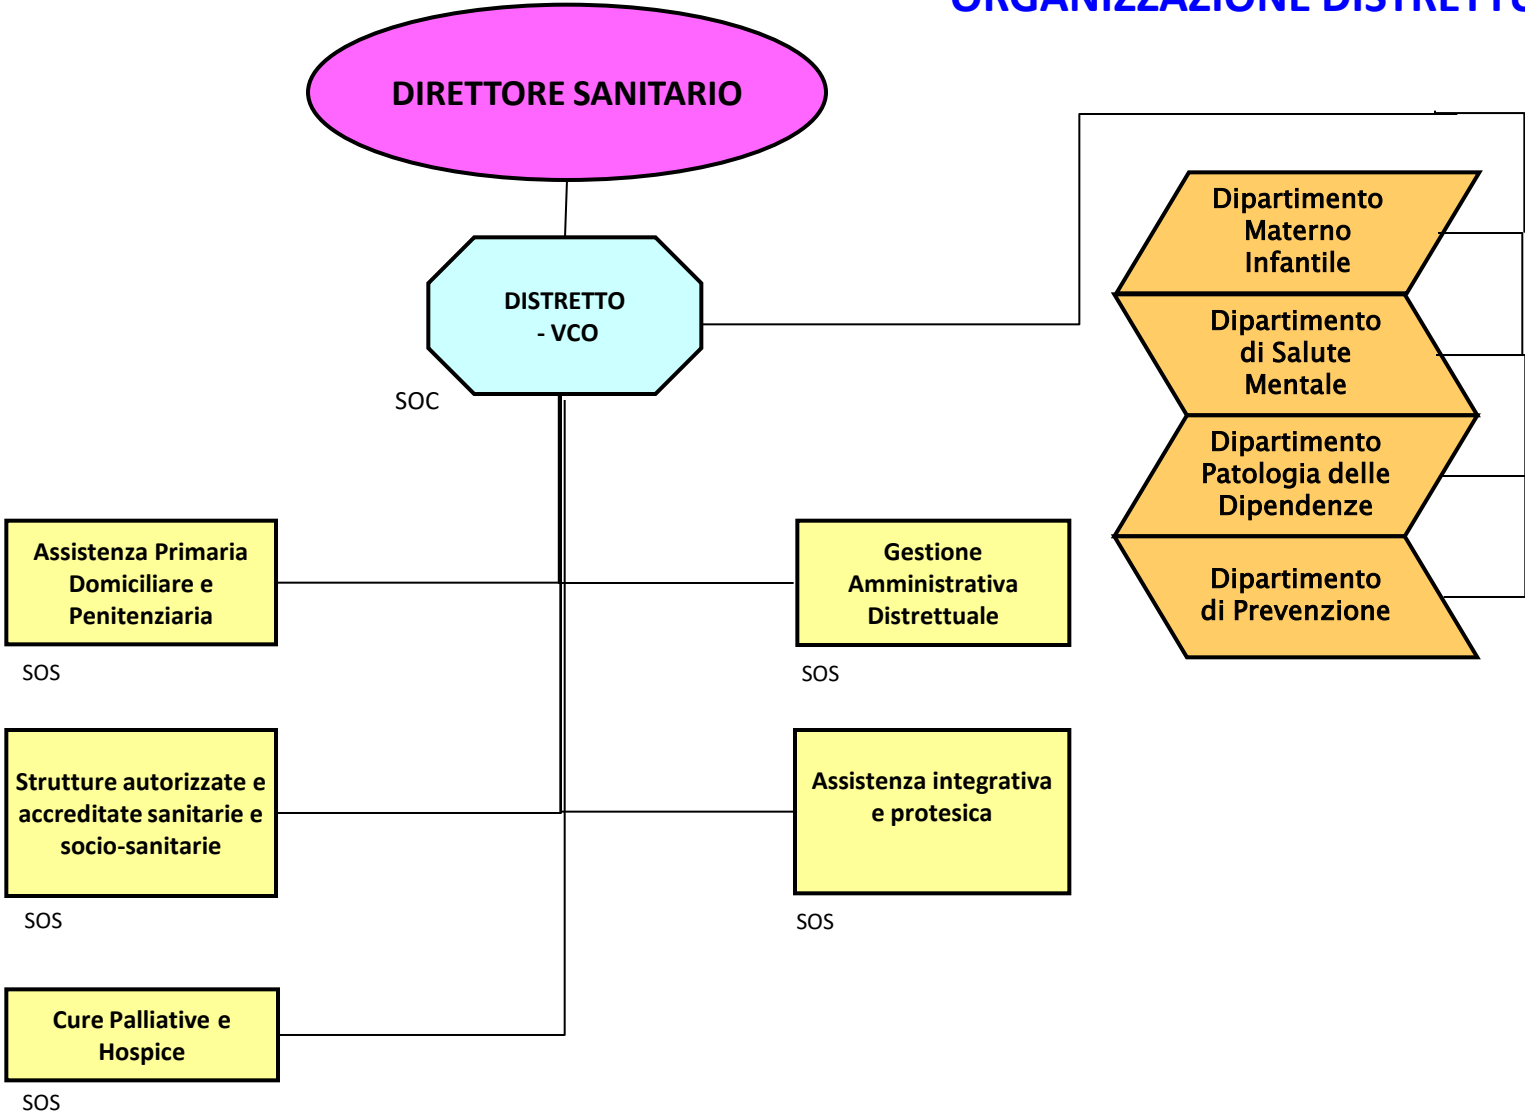 ORGANIZZAZIONE
DIRETTORE SANITARIO
DISTRETTO
- VCO
SOC
Dipartimento
Materno
Infantile
Dipartimento
di Salute
Mentale
Dipartimento
Patologia delle
Dipendenze
Dipartimento
di Prevenzione
Assistenza Primaria
Domiciliare e
Penitenziaria
SOS
Gestione
Amministrativa
Distrettuale
SOS
Strutture autorizzate e
accreditate sanitarie e
socio-sanitarie
SOS
Assistenza integrativa
e protesica
SOS
Cure Palliative e
Hospice
SOS